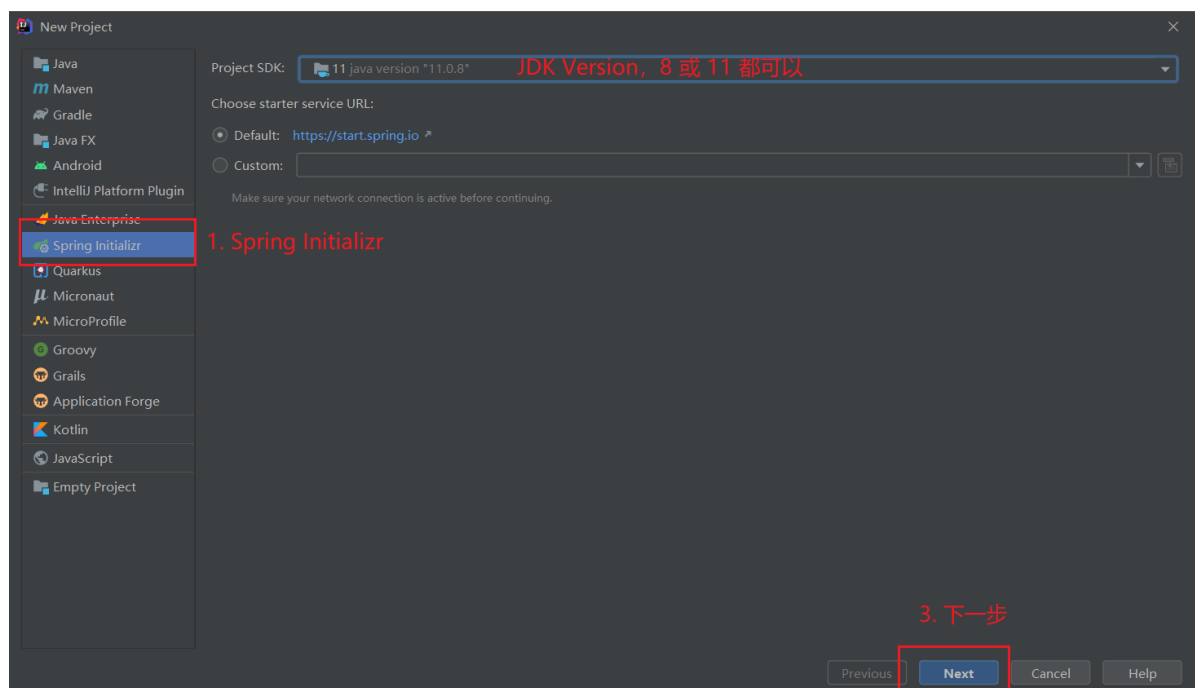 New Project
Java
Maven
Gradle
Java FX
Android
IntelliJ Platform Plugin
Java Enterprise
Spring Initializr
Quarkus
Micronaut
MicroProfile
Groovy
Grails
Application Forge
Kotlin
JavaScript
Empty Project
Project SDK: 11 java version "11.0.8" JDK Version，8 或 11 都可以
Choose starter service URL:
Default: https://start.spring.io
Custom:
Make sure your network connection is active before continuing.
1. Spring Initializr
3. 下一步
Previous Next Cancel Help